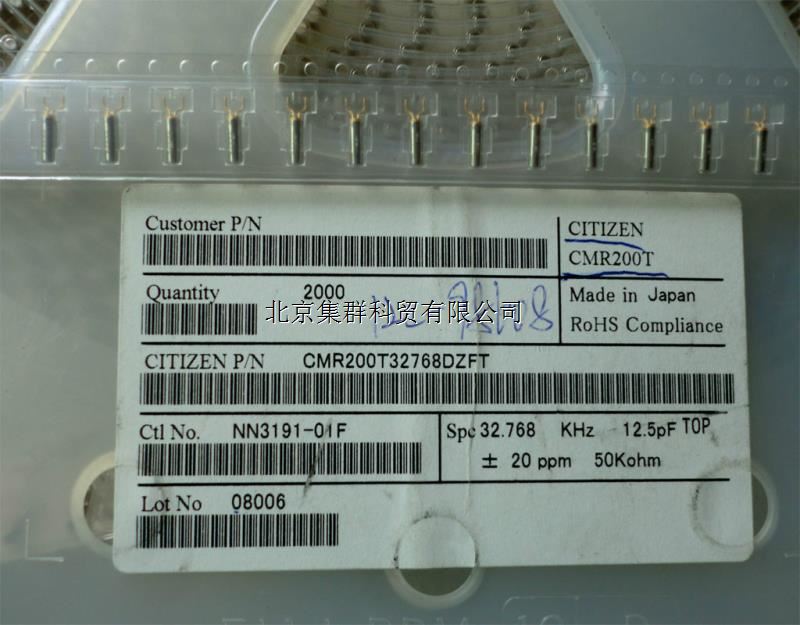 Customer P/N
CITIZEN
CMR200T
Quantity 2000
Made in Japan
RoHS Compliance
北京集群科贸有限公司
CITIZEN P/N CMR200T32768DZFT
Ctl No. NN3191-01F
Spc 32.768 KHz 12.5pF TOP
± 20 ppm 50Kohm
Lot No 08006